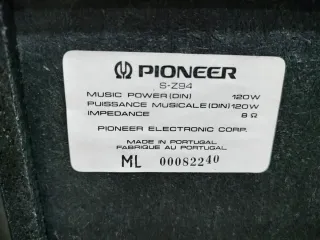 PIONEER
S-Z94
MUSIC POWER (DIN) 120W
PUISSANCE MUSICALE (DIN) 120W
IMPEDANCE 8 Ω
PIONEER ELECTRONIC CORP.
MADE IN PORTUGAL
FABRIQUE AU PORTUGAL
ML 00082240